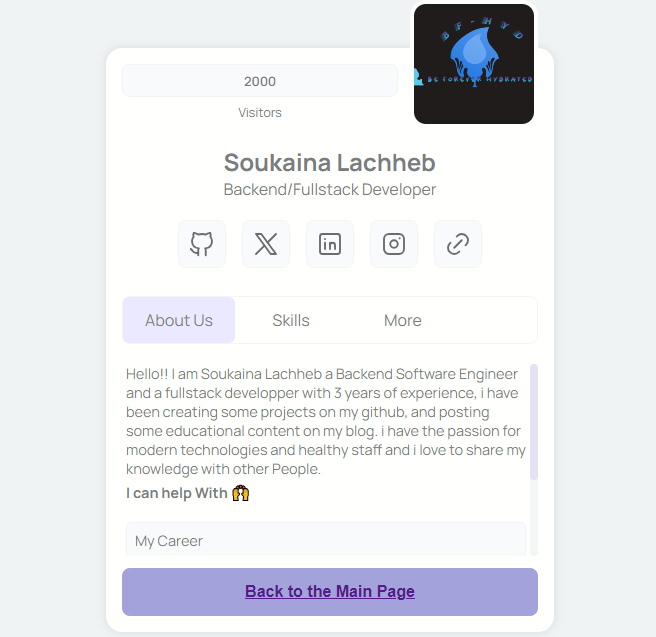 BF-HYD
BE FOREVER HYDRATED
2000
Visitors
Soukaina Lachheb
Backend/Fullstack Developer
About Us
Skills
More
Hello!! I am Soukaina Lachheb a Backend Software Engineer
and a fullstack developper with 3 years of experience, i have
been creating some projects on my github, and posting
some educational content on my blog. i have the passion for
modern technologies and healthy staff and i love to share my
knowledge with other People.
I can help With 🙌
My Career
Back to the Main Page